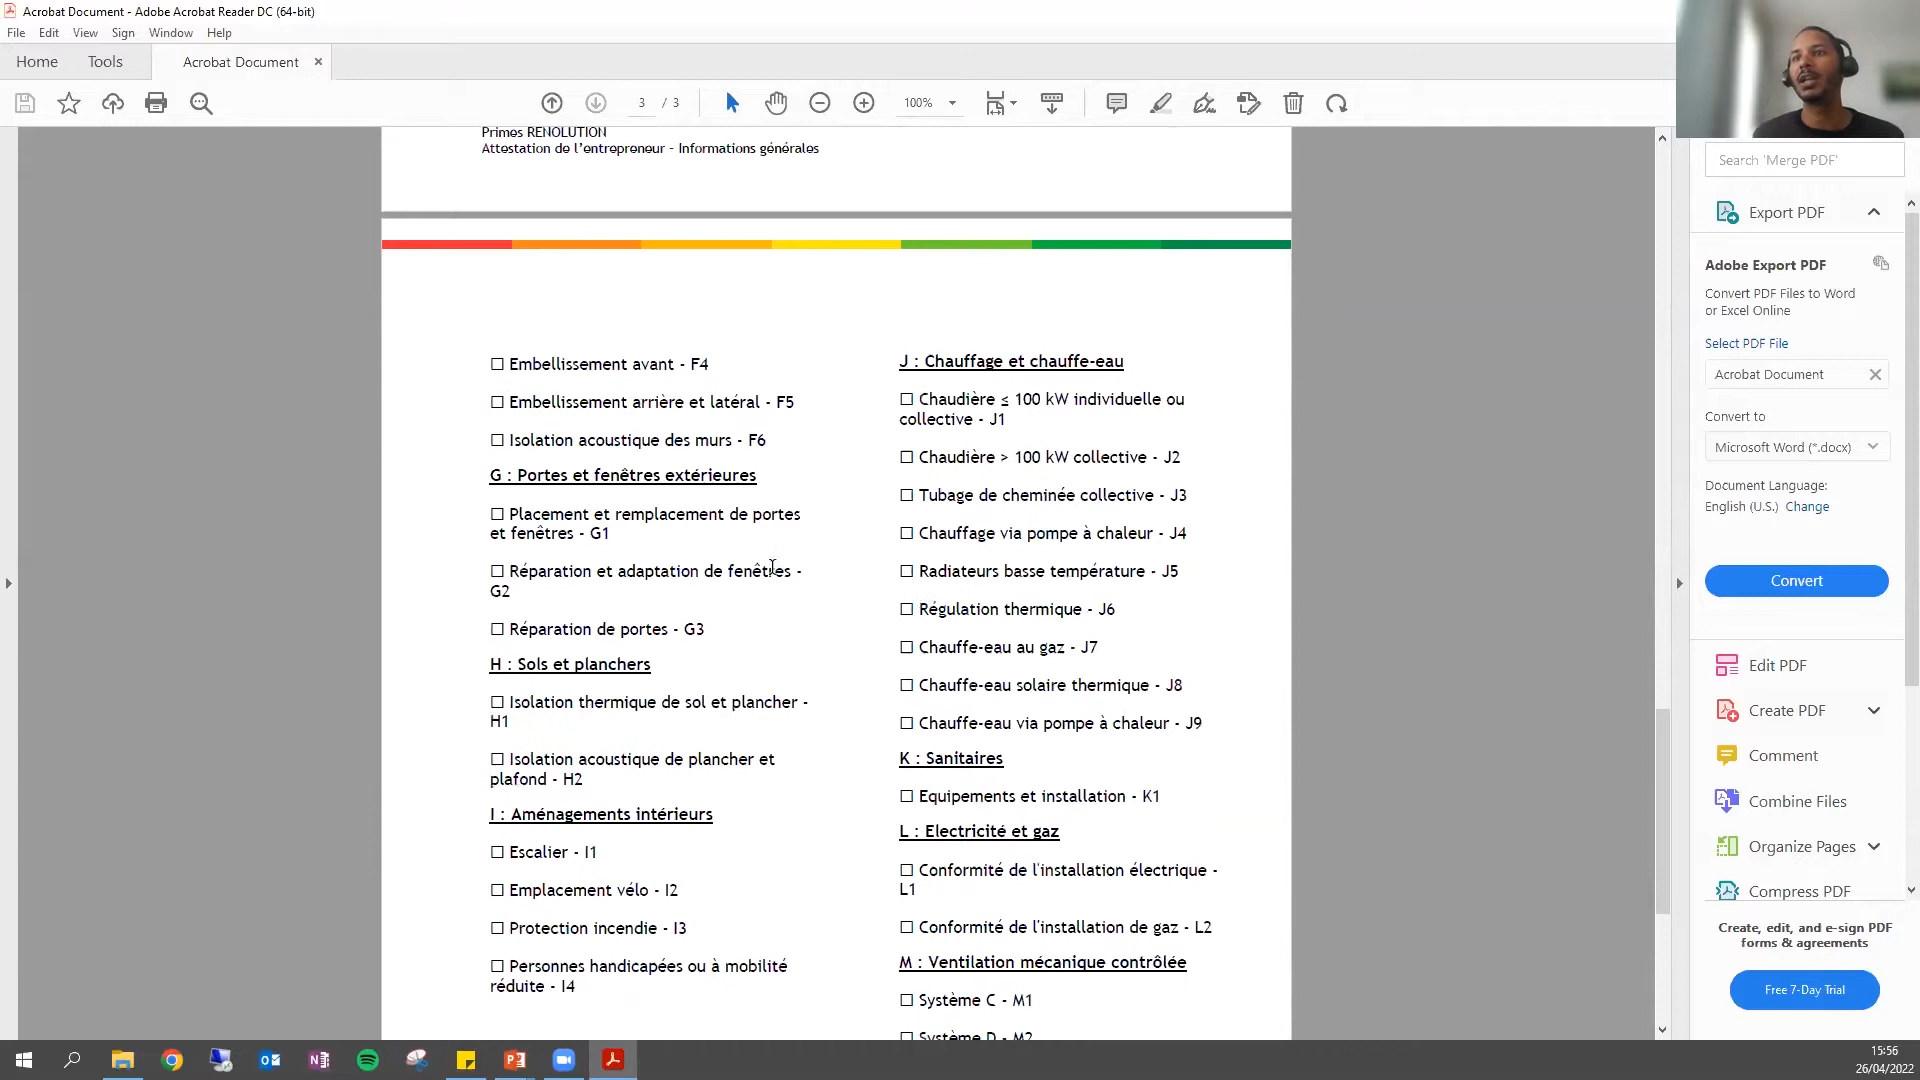 Acrobat Document - Adobe Acrobat Reader DC (64-bit)
File Edit View Sign Window Help
Home Tools Acrobat Document ×
3 / 3 100%
Primes RENOLUTION
Attestation de l'entrepreneur - Informations générales
☐ Embellissement avant - F4
☐ Embellissement arrière et latéral - F5
☐ Isolation acoustique des murs - F6
G : Portes et fenêtres extérieures
☐ Placement et remplacement de portes
et fenêtres - G1
☐ Réparation et adaptation de fenêtres -
G2
☐ Réparation de portes - G3
H : Sols et planchers
☐ Isolation thermique de sol et plancher -
H1
☐ Isolation acoustique de plancher et
plafond - H2
I : Aménagements intérieurs
☐ Escalier - I1
☐ Emplacement vélo - I2
☐ Protection incendie - I3
☐ Personnes handicapées ou à mobilité
réduite - I4
J : Chauffage et chauffe-eau
☐ Chaudière ≤ 100 kW individuelle ou
collective - J1
☐ Chaudière > 100 kW collective - J2
☐ Tubage de cheminée collective - J3
☐ Chauffage via pompe à chaleur - J4
☐ Radiateurs basse température - J5
☐ Régulation thermique - J6
☐ Chauffe-eau au gaz - J7
☐ Chauffe-eau solaire thermique - J8
☐ Chauffe-eau via pompe à chaleur - J9
K : Sanitaires
☐ Equipements et installation - K1
L : Electricité et gaz
☐ Conformité de l'installation électrique -
L1
☐ Conformité de l'installation de gaz - L2
M : Ventilation mécanique contrôlée
☐ Système C - M1
☐ Système D - M2
Search 'Merge PDF'
Export PDF
Adobe Export PDF
Convert PDF Files to Word
or Excel Online
Select PDF File
Acrobat Document
Convert to
Microsoft Word (*.docx)
Document Language:
English (U.S.) Change
Convert
Edit PDF
Create PDF
Comment
Combine Files
Organize Pages
Compress PDF
Create, edit, and e-sign PDF
forms & agreements
Free 7-Day Trial
15:56
26/04/2022